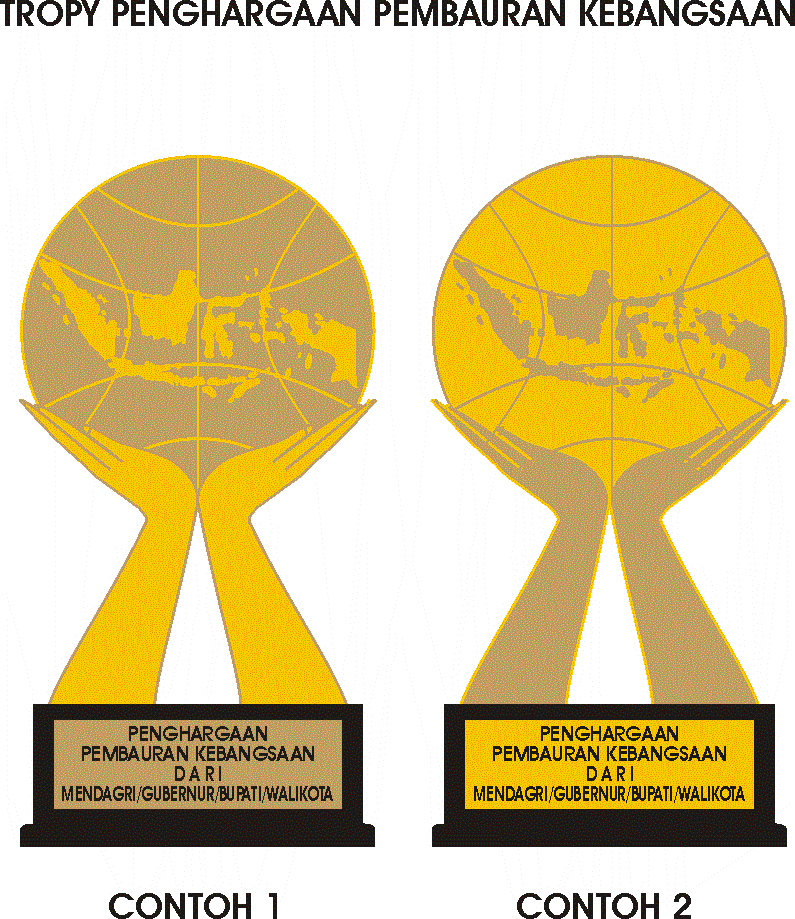 TROPY PENGHARGAAN PEMBAURAN KEBANGSAAN
PENGHARGAAN
PEMBAURAN KEBANGSAAN
DARI
MENDAGRI/GUBERNUR/BUPATI/WALIKOTA
PENGHARGAAN
PEMBAURAN KEBANGSAAN
DARI
MENDAGRI/GUBERNUR/BUPATI/WALIKOTA
CONTOH 1
CONTOH 2